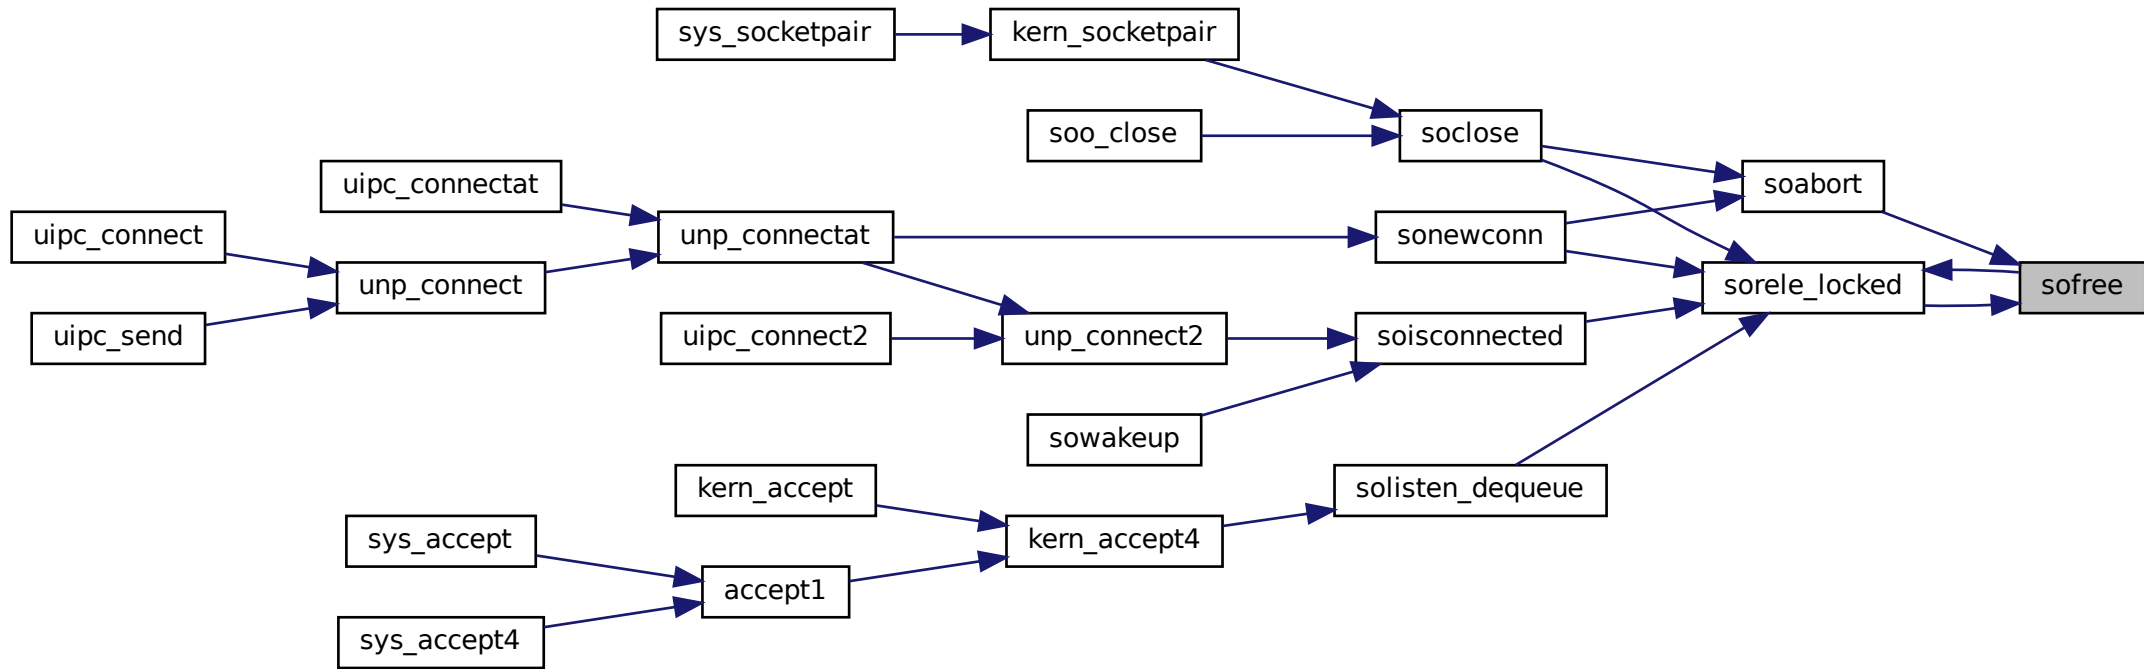 sys_socketpair
kern_socketpair
soo_close
soclose
uipc_connectat
soabort
uipc_connect
unp_connectat
sonewconn
unp_connect
sorele_locked
sofree
uipc_send
uipc_connect2
unp_connect2
soisconnected
sowakeup
kern_accept
solisten_dequeue
sys_accept
kern_accept4
accept1
sys_accept4